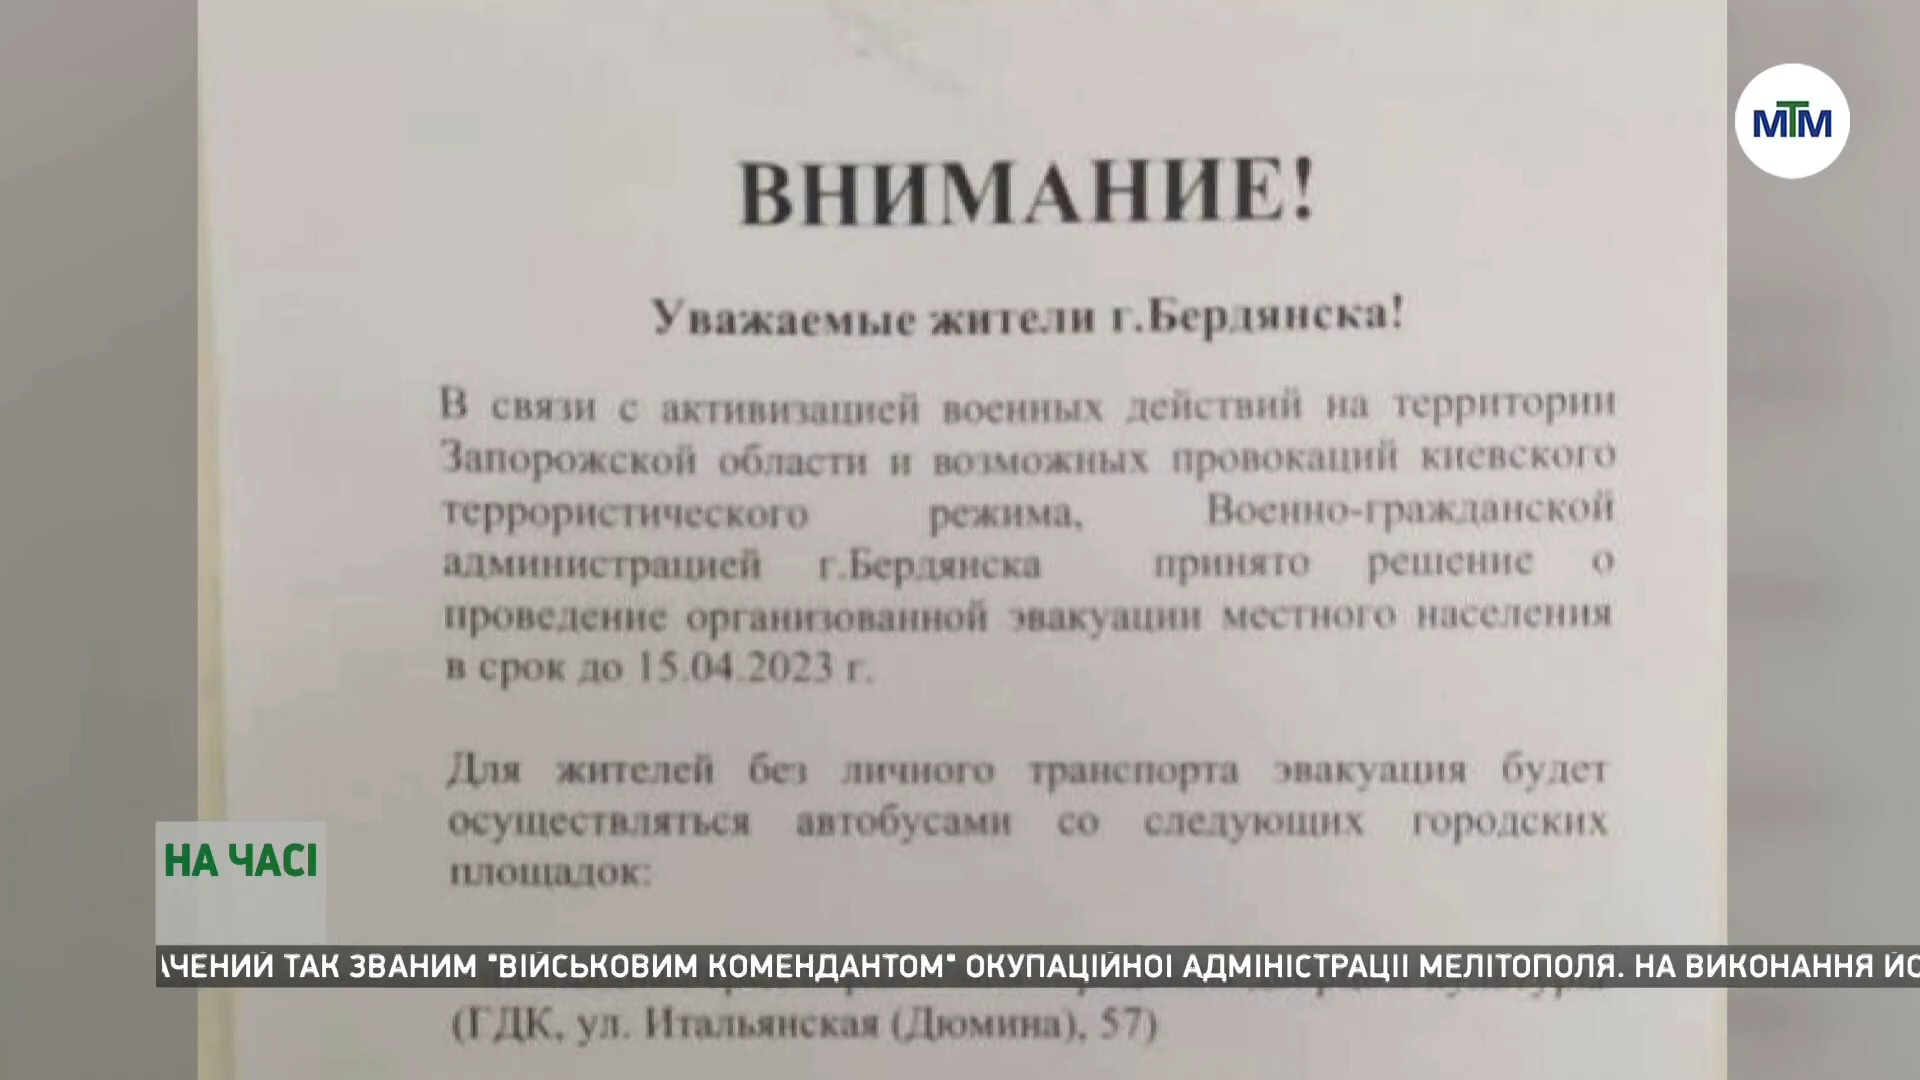 МТМ
ВНИМАНИЕ!
Уважаемые жители г.Бердянска!
В связи с активизацией военных действий на территории
Запорожской области и возможных провокаций киевского
террористического режима, Военно-гражданской
администрацией г.Бердянска принято решение о
проведение организованной эвакуации местного населения
в срок до 15.04.2023 г.
Для жителей без личного транспорта эвакуация будет
осуществляться автобусами со следующих городских
площадок:
НА ЧАСІ
АЧЕНИЙ ТАК ЗВАНИМ "ВІЙСЬКОВИМ КОМЕНДАНТОМ" ОКУПАЦІЙНОЇ АДМІНІСТРАЦІЇ МЕЛІТОПОЛЯ. НА ВИКОНАННЯ ЙО
(ГДК, ул. Итальянская (Дюмина), 57)